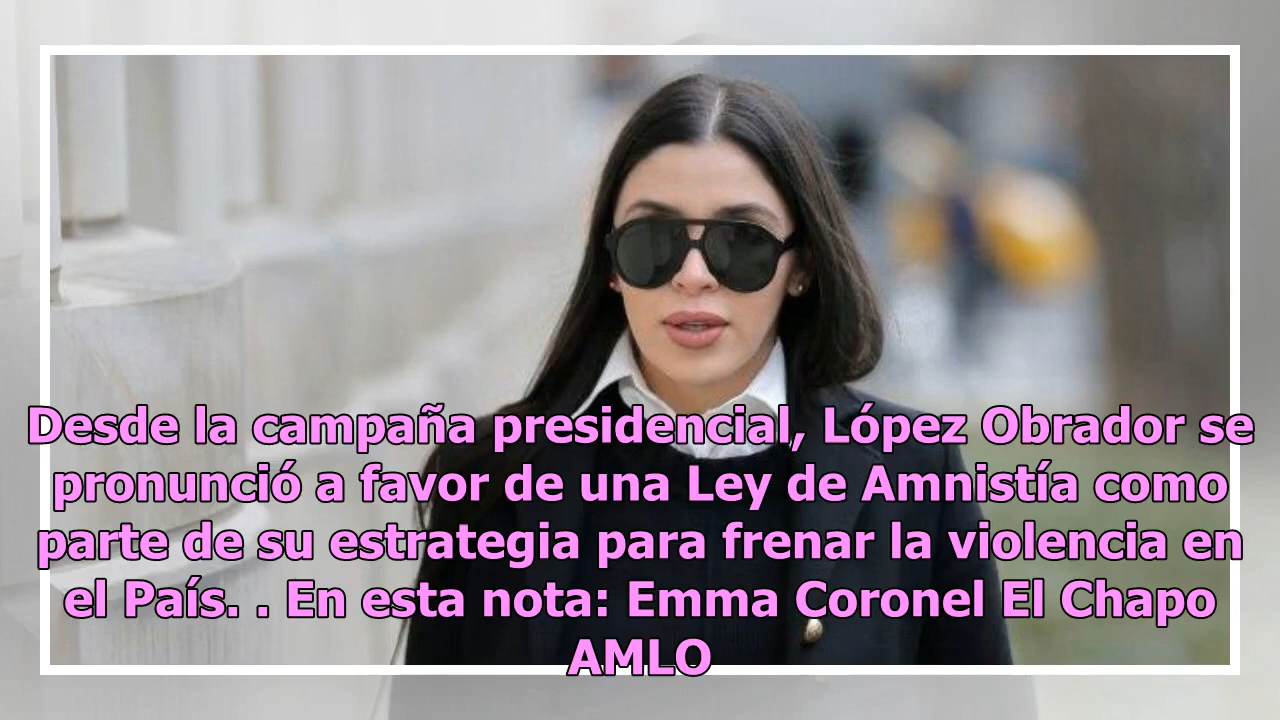 Desde la campaña presidencial, López Obrador se
pronunció a favor de una Ley de Amnistía como
parte de su estrategia para frenar la violencia en
el País. . En esta nota: Emma Coronel El Chapo
AMLO